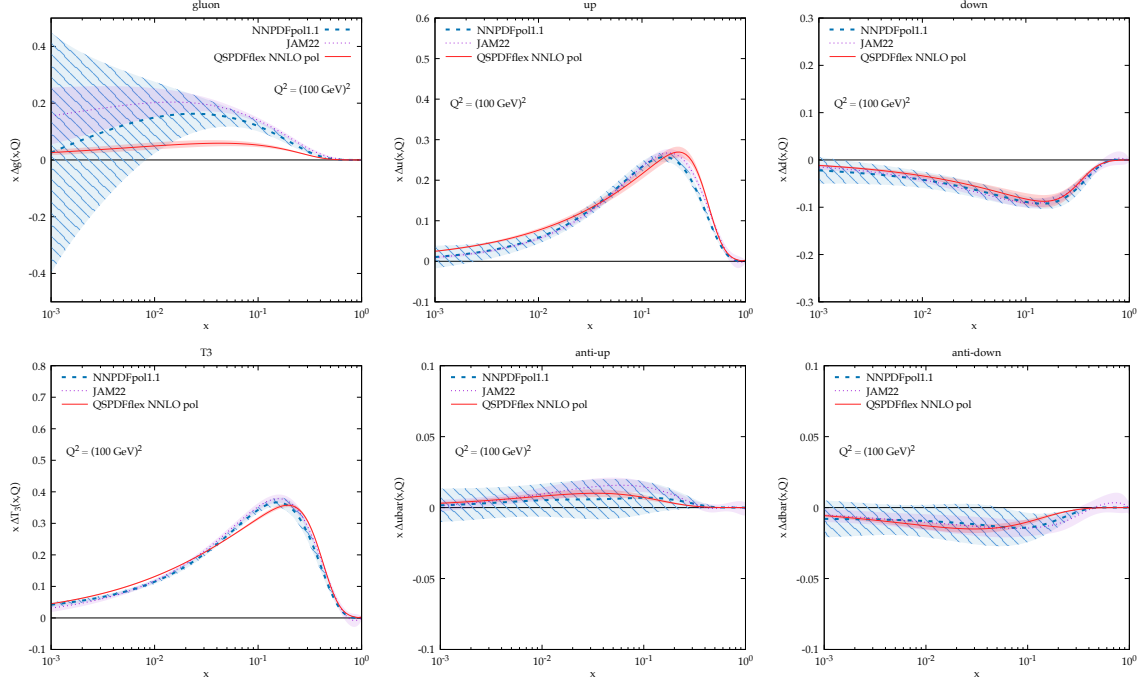 gluon
NNPDFpol1.1
JAM22
QSPDFflex NNLO pol
Q² = (100 GeV)²
x Δg(x,Q)
0.4
0.2
0
-0.2
-0.4
10⁻³ 10⁻² 10⁻¹ 10⁰
x
up
NNPDFpol1.1
JAM22
QSPDFflex NNLO pol
Q² = (100 GeV)²
x Δu(x,Q)
0.6
0.5
0.4
0.3
0.2
0.1
0
-0.1
10⁻³ 10⁻² 10⁻¹ 10⁰
x
down
NNPDFpol1.1
JAM22
QSPDFflex NNLO pol
Q² = (100 GeV)²
x Δd(x,Q)
0.3
0.2
0.1
0
-0.1
-0.2
-0.3
10⁻³ 10⁻² 10⁻¹ 10⁰
x
T3
NNPDFpol1.1
JAM22
QSPDFflex NNLO pol
Q² = (100 GeV)²
x ΔT₃(x,Q)
0.8
0.7
0.6
0.5
0.4
0.3
0.2
0.1
0
-0.1
10⁻³ 10⁻² 10⁻¹ 10⁰
x
anti-up
NNPDFpol1.1
JAM22
QSPDFflex NNLO pol
Q² = (100 GeV)²
x Δubar(x,Q)
0.1
0.05
0
-0.05
-0.1
10⁻³ 10⁻² 10⁻¹ 10⁰
x
anti-down
NNPDFpol1.1
JAM22
QSPDFflex NNLO pol
Q² = (100 GeV)²
x Δdbar(x,Q)
0.1
0.05
0
-0.05
-0.1
10⁻³ 10⁻² 10⁻¹ 10⁰
x